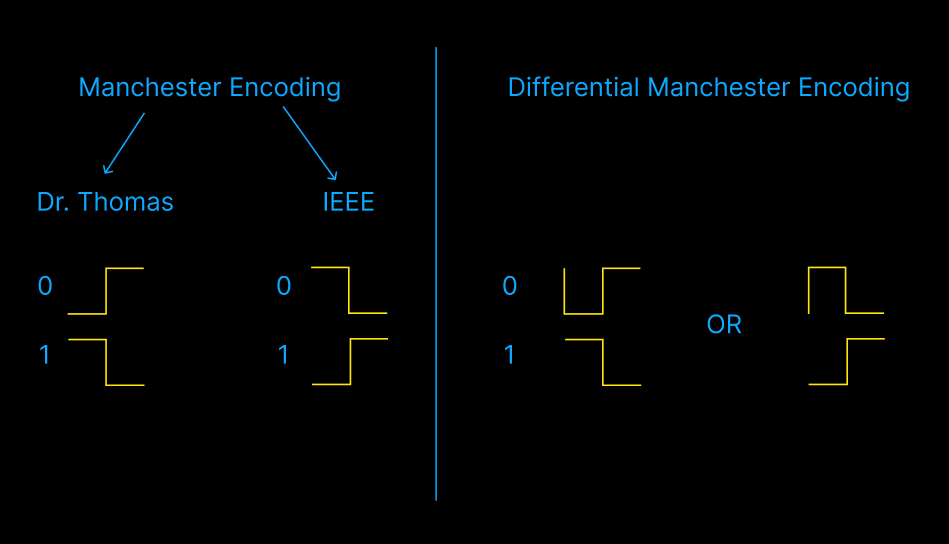 Manchester Encoding
Dr. Thomas
IEEE
0
0
1
1
Differential Manchester Encoding
0
OR
1